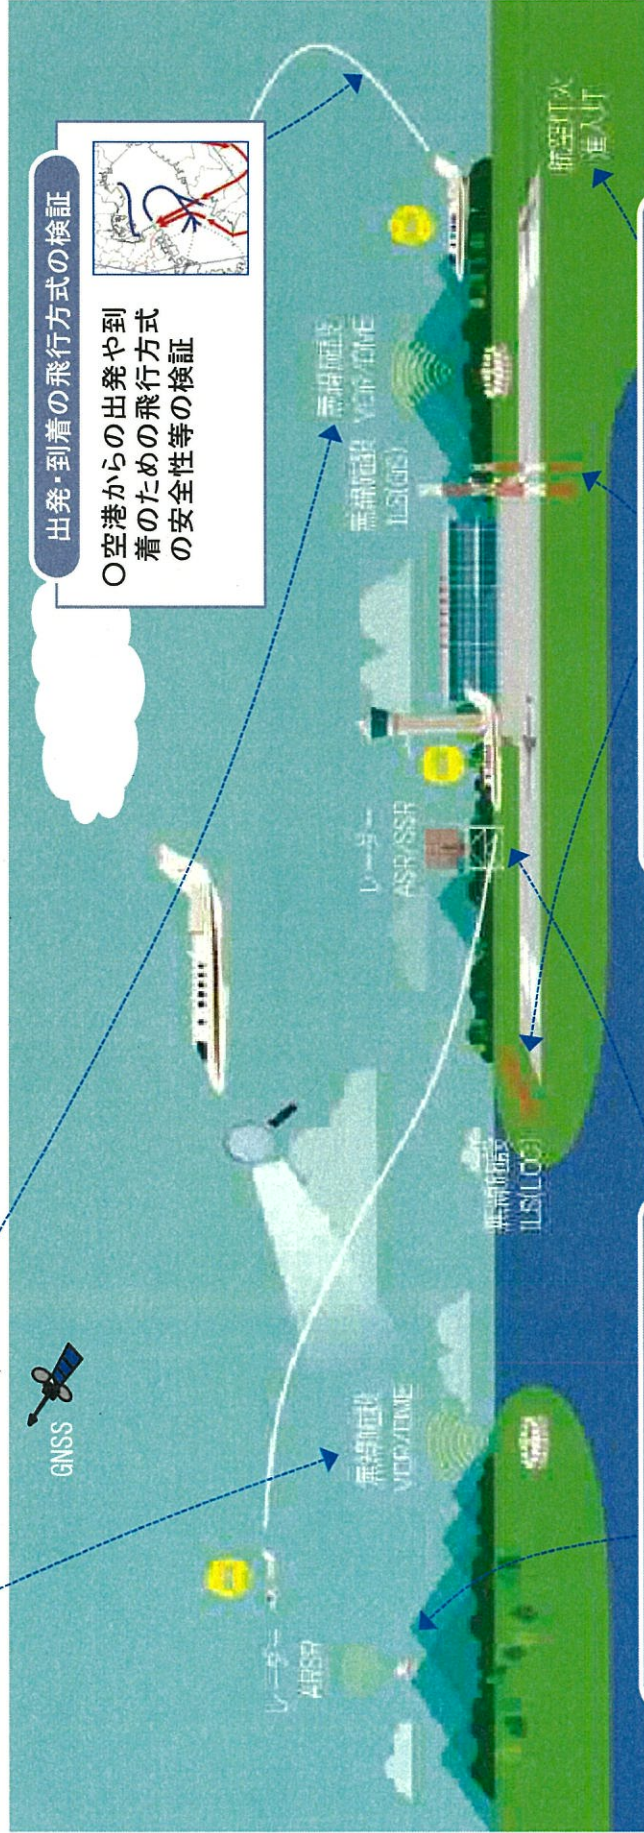 出発・到着の飛行方式の検証
○空港からの出発や到
着のための飛行方式
の安全性等の検証
GNSS
レーダー
ARSR
無線施設
VOR/DME
無線施設
ILS(LOC)
レーダー
ASR/SSR
無線施設
ILS(GS)
無線施設
VOR/DME
航空灯火
進入灯